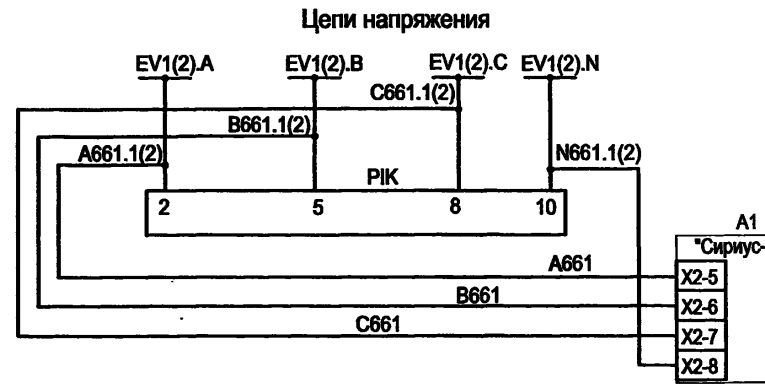 Цепи напряжения
EV1(2).A EV1(2).B EV1(2).C EV1(2).N
C661.1(2)
B661.1(2)
A661.1(2) N661.1(2)
PIK
2 5 8 10
A1
"Сириус-
A661 X2-5
B661 X2-6
C661 X2-7
X2-8